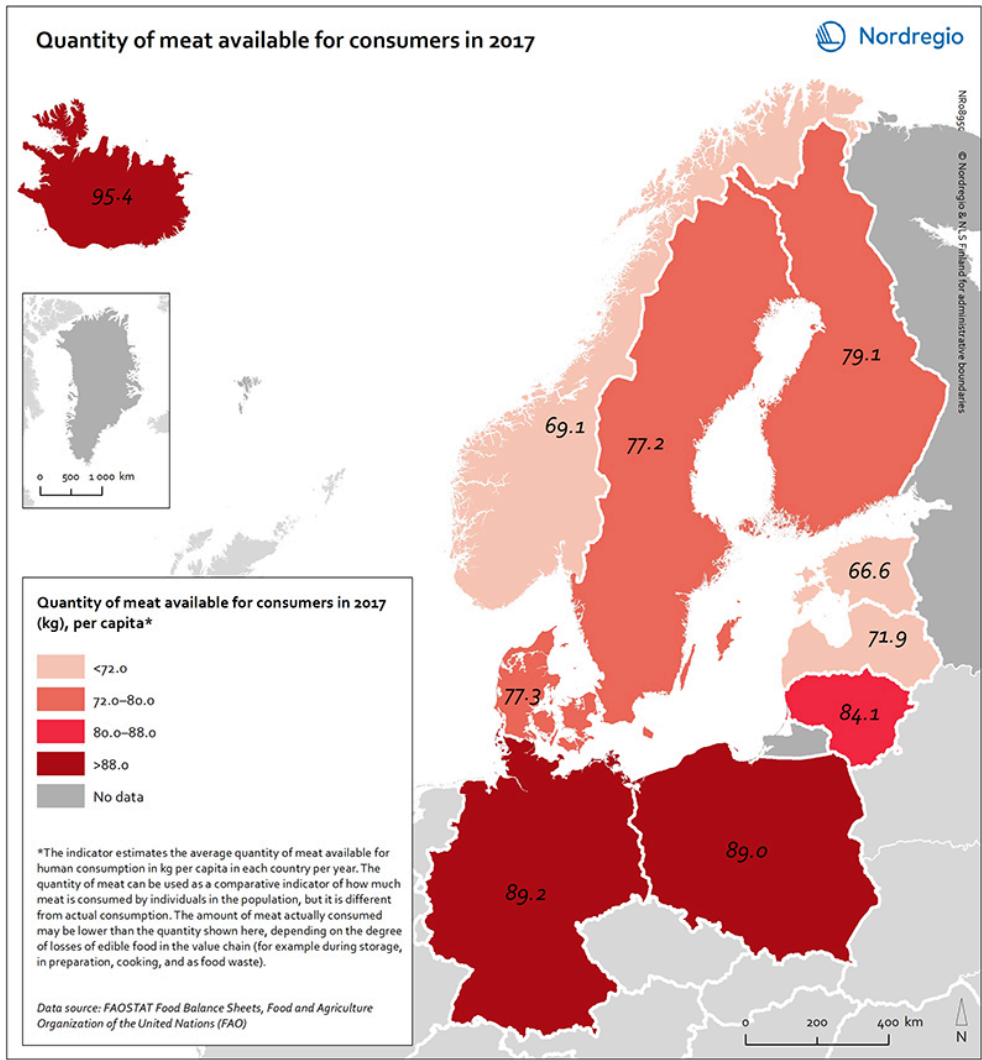 Quantity of meat available for consumers in 2017
Nordregio
NR08950 © Nordregio & NLS Finland for administrative boundaries
95.4
79.1
69.1
77.2
0 500 1 000 km
66.6
Quantity of meat available for consumers in 2017
(kg), per capita*
71.9
<72.0
72.0–80.0
77.3
80.0–88.0
84.1
>88.0
No data
*The indicator estimates the average quantity of meat available for
human consumption in kg per capita in each country per year. The
quantity of meat can be used as a comparative indicator of how much
meat is consumed by individuals in the population, but it is different
from actual consumption. The amount of meat actually consumed
may be lower than the quantity shown here, depending on the degree
of losses of edible food in the value chain (for example during storage,
in preparation, cooking, and as food waste).
89.0
89.2
Data source: FAOSTAT Food Balance Sheets, Food and Agriculture
Organization of the United Nations (FAO)
0 200 400 km
N